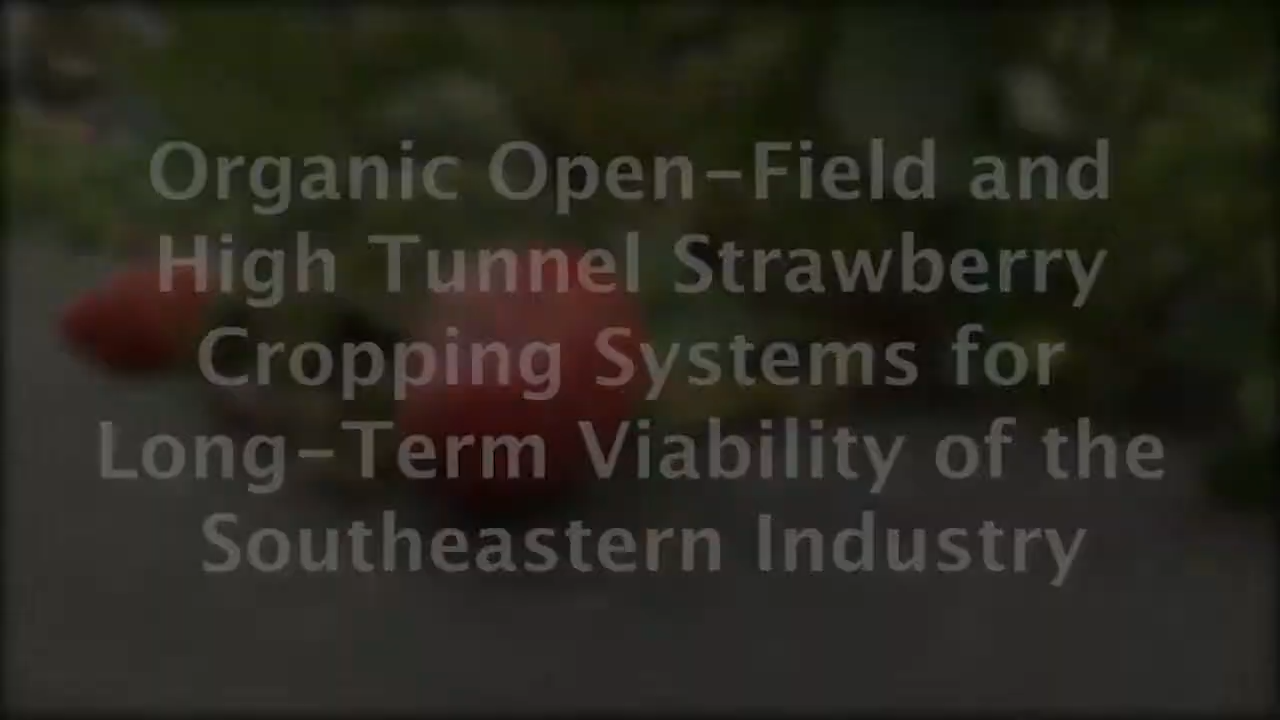 Organic Open-Field and
High Tunnel Strawberry
Cropping Systems for
Long-Term Viability of the
Southeastern Industry